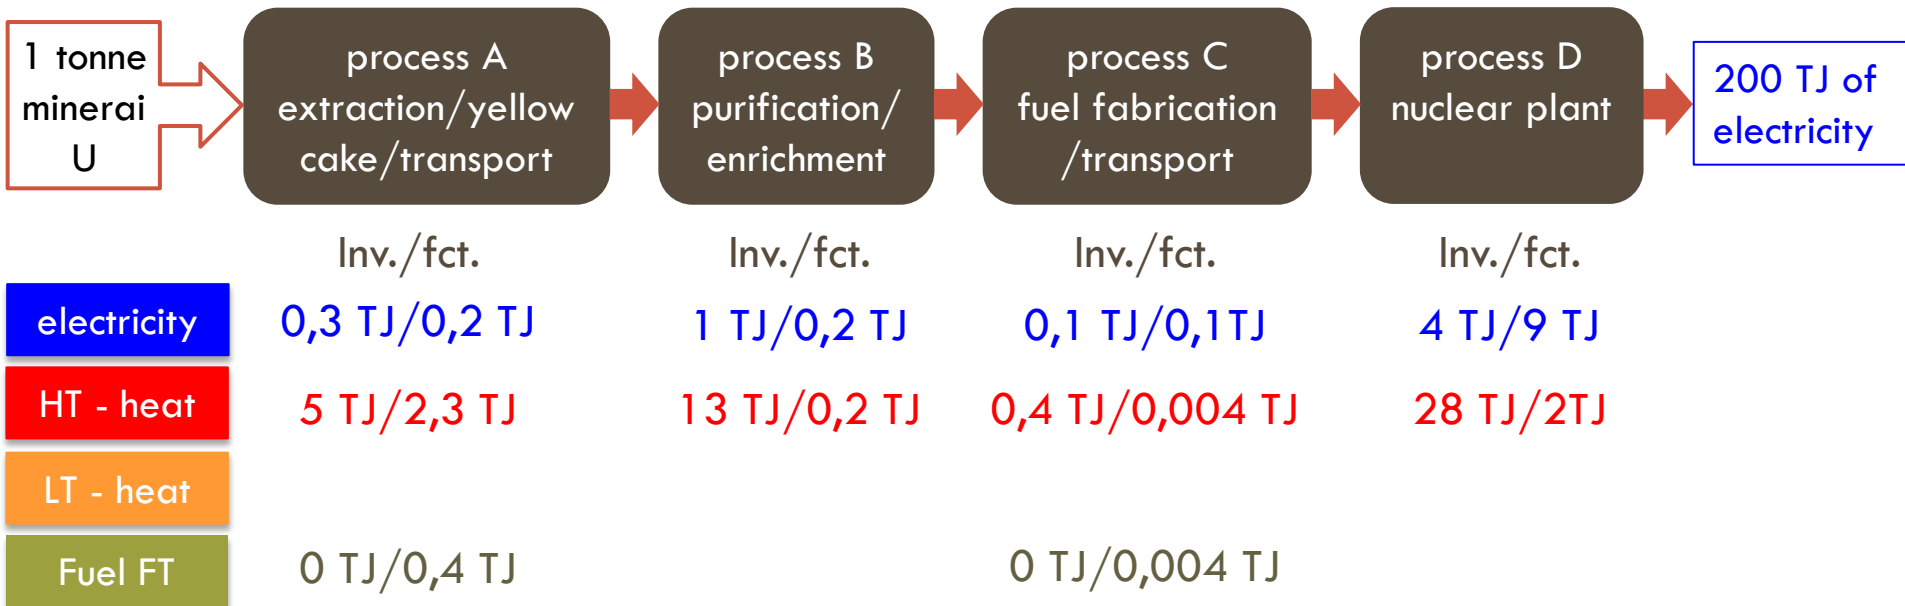 1 tonne
minerai
U
process A
extraction/yellow
cake/transport
process B
purification/
enrichment
process C
fuel fabrication
/transport
process D
nuclear plant
200 TJ of
electricity
Inv./fct.
Inv./fct.
Inv./fct.
Inv./fct.
electricity
0,3 TJ/0,2 TJ
1 TJ/0,2 TJ
0,1 TJ/0,1TJ
4 TJ/9 TJ
HT - heat
5 TJ/2,3 TJ
13 TJ/0,2 TJ
0,4 TJ/0,004 TJ
28 TJ/2TJ
LT - heat
Fuel FT
0 TJ/0,4 TJ
0 TJ/0,004 TJ